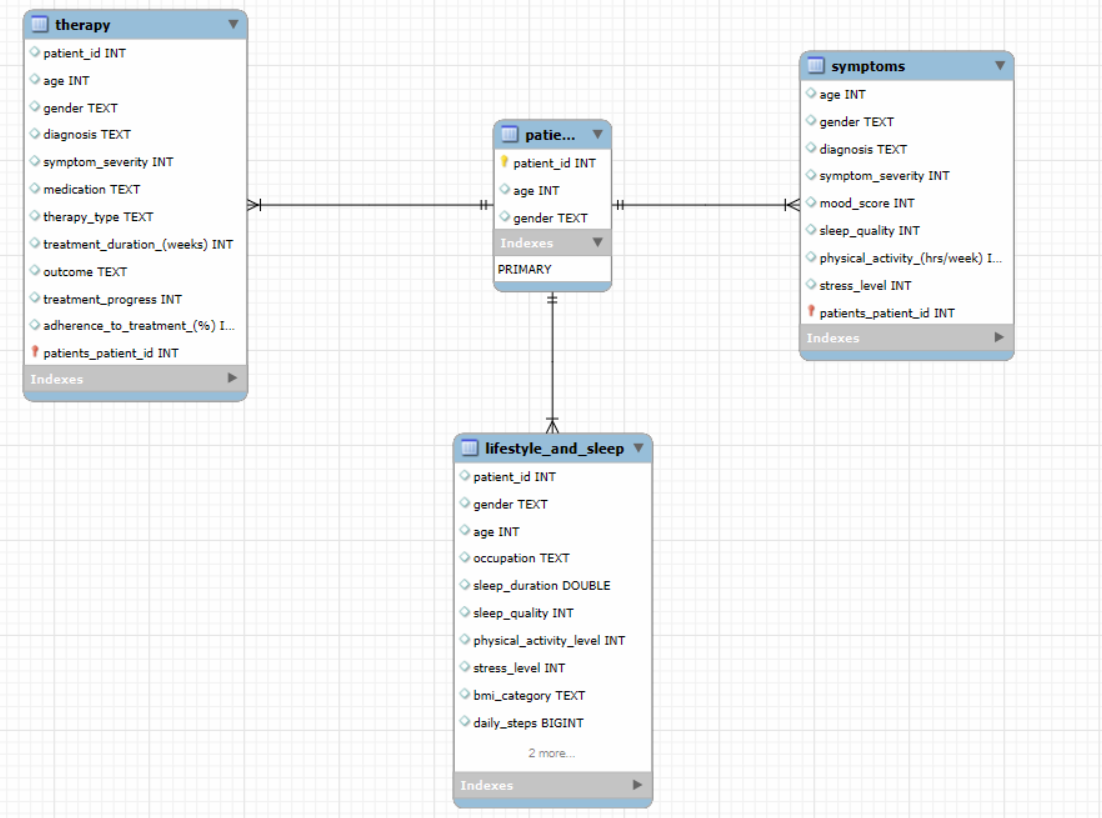 therapy
patient_id INT
age INT
gender TEXT
diagnosis TEXT
symptom_severity INT
medication TEXT
therapy_type TEXT
treatment_duration_(weeks) INT
outcome TEXT
treatment_progress INT
adherence_to_treatment_(%) I...
patients_patient_id INT
Indexes
patie...
patient_id INT
age INT
gender TEXT
Indexes
PRIMARY
symptoms
age INT
gender TEXT
diagnosis TEXT
symptom_severity INT
mood_score INT
sleep_quality INT
physical_activity_(hrs/week) I...
stress_level INT
patients_patient_id INT
Indexes
lifestyle_and_sleep
patient_id INT
gender TEXT
age INT
occupation TEXT
sleep_duration DOUBLE
sleep_quality INT
physical_activity_level INT
stress_level INT
bmi_category TEXT
daily_steps BIGINT
2 more...
Indexes